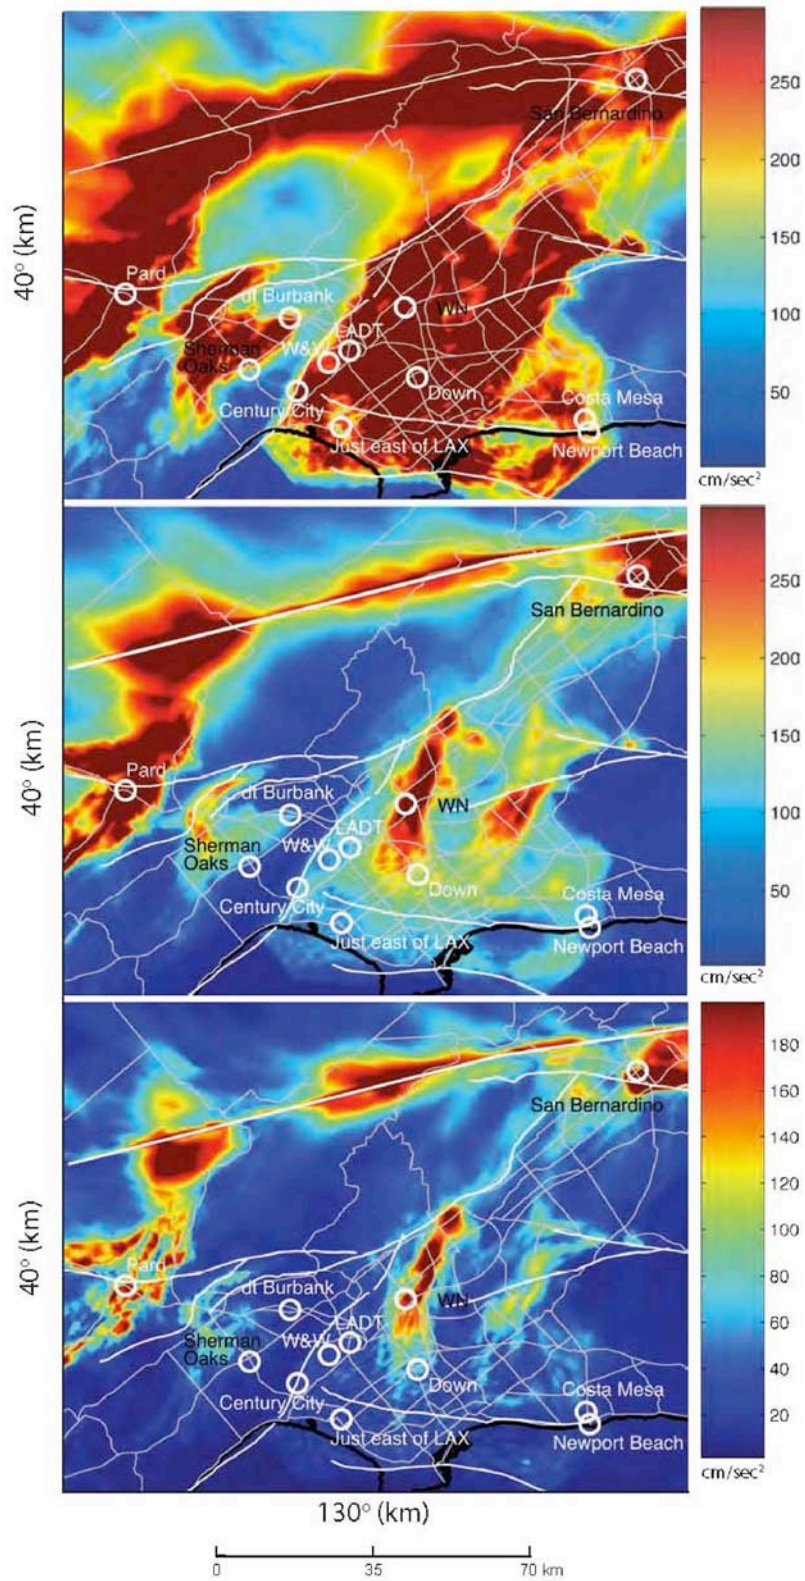 San Bernardino
Pard
dt Burbank
WN
LADT
Sherman
Oaks
W&W
Down
Century City
Costa Mesa
Just east of LAX
Newport Beach
40° (km)
250
200
150
100
50
cm/sec²
San Bernardino
Pard
dt Burbank
WN
LADT
Sherman
Oaks
W&W
Down
Century City
Costa Mesa
Just east of LAX
Newport Beach
40° (km)
250
200
150
100
50
cm/sec²
San Bernardino
Pard
dt Burbank
WN
LADT
Sherman
Oaks
W&W
Down
Century City
Costa Mesa
Just east of LAX
Newport Beach
40° (km)
180
160
140
120
100
80
60
40
20
cm/sec²
130° (km)
0 35 70 km